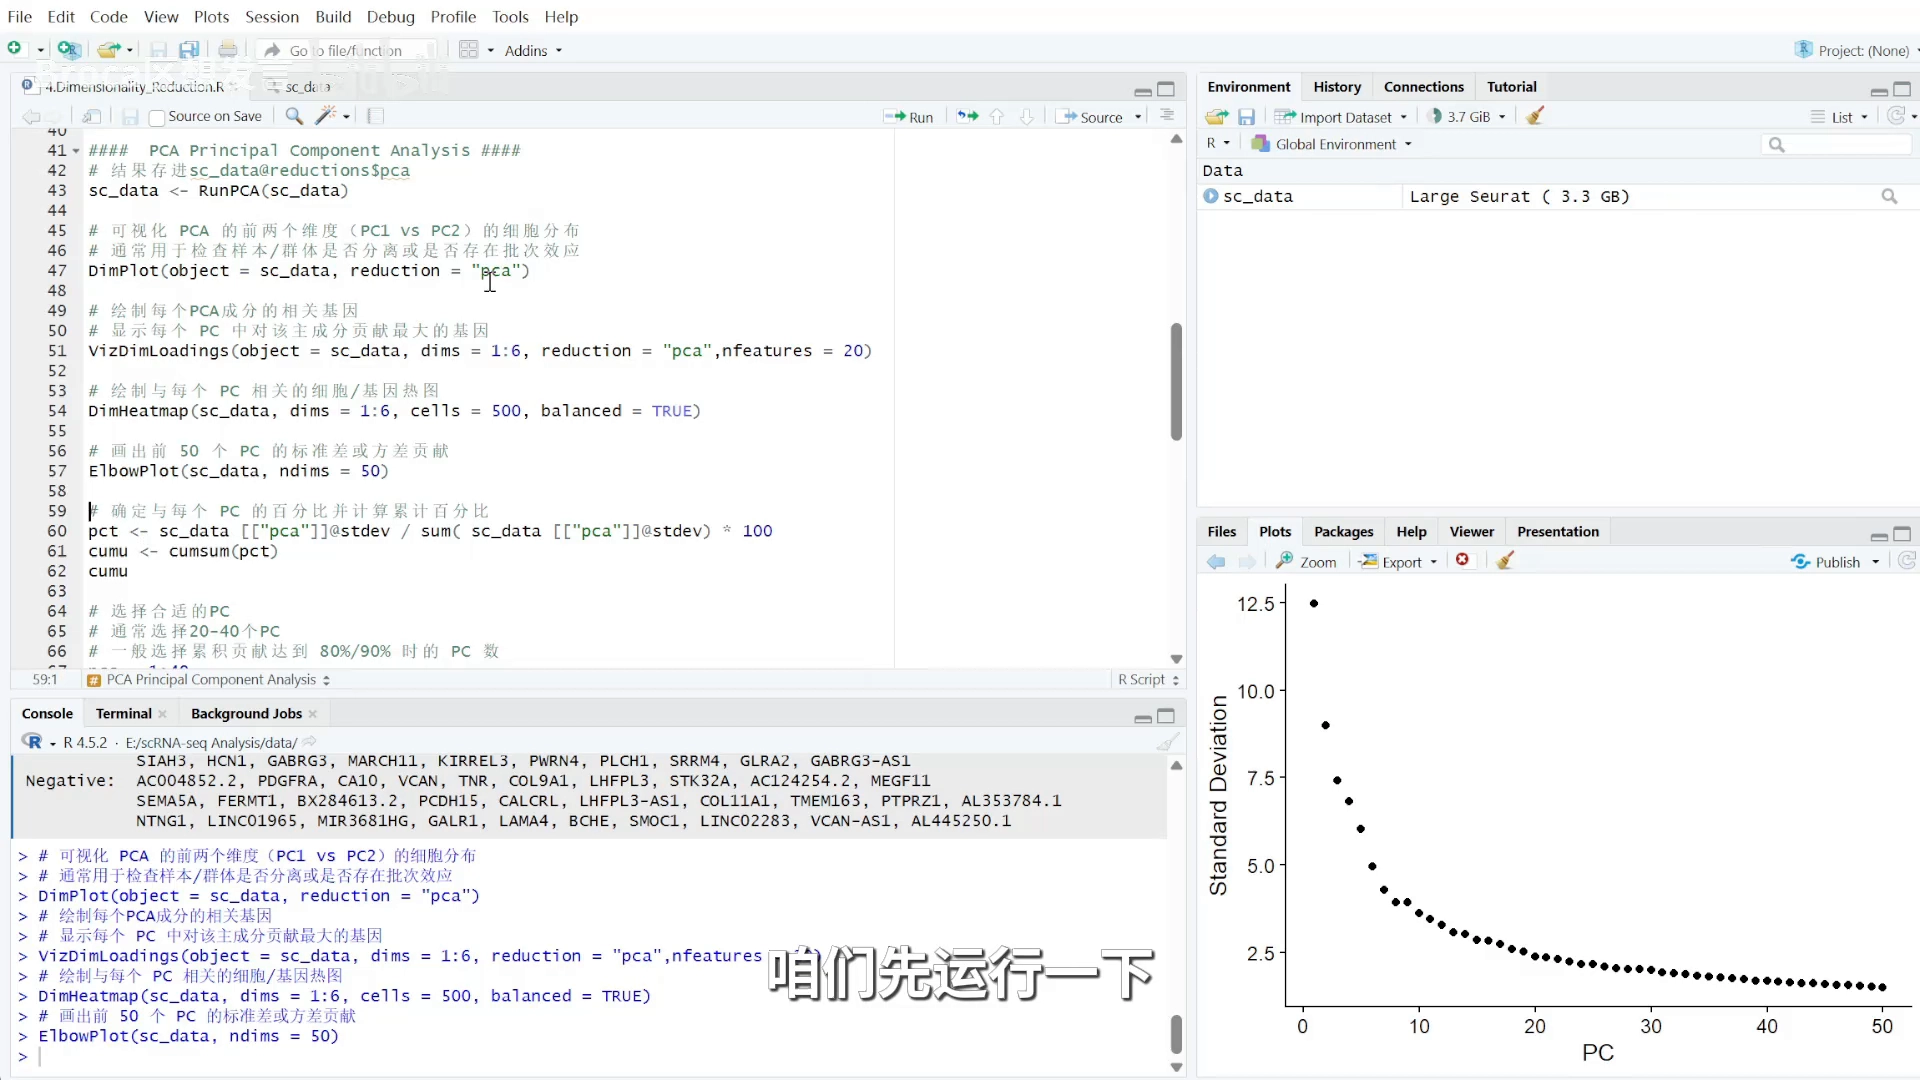 File Edit Code View Plots Session Build Debug Profile Tools Help
Go to file/function
Addins
Project: (None)
4.Dimensionality_Reduction.R
sc_data
Source on Save
Run
Source
40
41 #### PCA Principal Component Analysis ####
42 # 结果存进sc_data@reductions$pca
43 sc_data <- RunPCA(sc_data)
44
45 # 可视化 PCA 的前两个维度（PC1 vs PC2）的细胞分布
46 # 通常用于检查样本/群体是否分离或是否存在批次效应
47 DimPlot(object = sc_data, reduction = "pca")
48
49 # 绘制每个PCA成分的相关基因
50 # 显示每个 PC 中对该主成分贡献最大的基因
51 VizDimLoadings(object = sc_data, dims = 1:6, reduction = "pca",nfeatures = 20)
52
53 # 绘制与每个 PC 相关的细胞/基因热图
54 DimHeatmap(sc_data, dims = 1:6, cells = 500, balanced = TRUE)
55
56 # 画出前 50 个 PC 的标准差或方差贡献
57 ElbowPlot(sc_data, ndims = 50)
58
59 # 确定与每个 PC 的百分比并计算累计百分比
60 pct <- sc_data [["pca"]]@stdev / sum( sc_data [["pca"]]@stdev) * 100
61 cumu <- cumsum(pct)
62 cumu
63
64 # 选择合适的PC
65 # 通常选择20-40个PC
66 # 一般选择累积贡献达到 80%/90% 时的 PC 数
59:1 PCA Principal Component Analysis R Script
Console Terminal Background Jobs
R 4.5.2 · E:/scRNA-seq Analysis/data/
SIAH3, HCN1, GABRG3, MARCH11, KIRREL3, PWRN4, PLCH1, SRRM4, GLRA2, GABRG3-AS1
Negative: AC004852.2, PDGFRA, CA10, VCAN, TNR, COL9A1, LHFPL3, STK32A, AC124254.2, MEGF11
SEMA5A, FERMT1, BX284613.2, PCDH15, CALCRL, LHFPL3-AS1, COL11A1, TMEM163, PTPRZ1, AL353784.1
NTNG1, LINC01965, MIR3681HG, GALR1, LAMA4, BCHE, SMOC1, LINC02283, VCAN-AS1, AL445250.1
> # 可视化 PCA 的前两个维度（PC1 vs PC2）的细胞分布
> # 通常用于检查样本/群体是否分离或是否存在批次效应
> DimPlot(object = sc_data, reduction = "pca")
> # 绘制每个PCA成分的相关基因
> # 显示每个 PC 中对该主成分贡献最大的基因
> VizDimLoadings(object = sc_data, dims = 1:6, reduction = "pca",nfeatures
> # 绘制与每个 PC 相关的细胞/基因热图
> DimHeatmap(sc_data, dims = 1:6, cells = 500, balanced = TRUE)
> # 画出前 50 个 PC 的标准差或方差贡献
> ElbowPlot(sc_data, ndims = 50)
>
咱们先运行一下
Environment History Connections Tutorial
Import Dataset 3.7 GiB List
R Global Environment
Data
sc_data Large Seurat ( 3.3 GB)
Files Plots Packages Help Viewer Presentation
Zoom Export Publish
12.5
10.0
7.5
5.0
2.5
Standard Deviation
0 10 20 30 40 50
PC